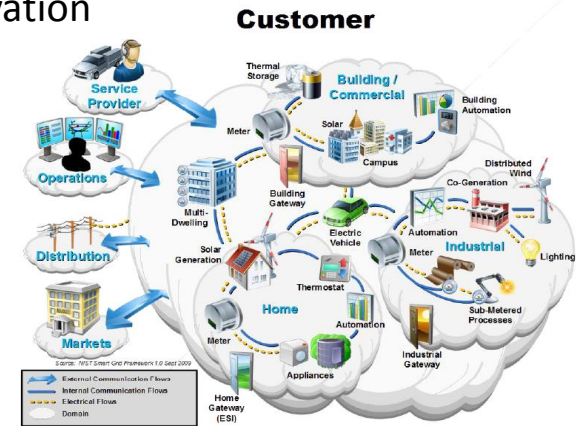 vation
Customer
Service
Provider
Operations
Distribution
Markets
Thermal
Storage
Building /
Commercial
Building
Automation
Meter
Solar
Campus
Building
Gateway
Multi-
Dwelling
Electric
Vehicle
Distributed
Wind
Co-Generation
Automation
Meter
Industrial
Lighting
Sub-Metered
Processes
Industrial
Gateway
Solar
Generation
Thermostat
Home
Automation
Meter
Appliances
Home
Gateway
(ESI)
Source: NIST Smart Grid Framework 1.0 Sept 2009
External Communication Flows
Internal Communication Flows
Electrical Flows
Domain